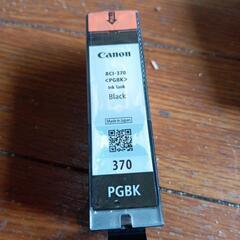 Canon
BCI-370
<PGBK>
Ink tank
Black
Made in Japan
370
PGBK